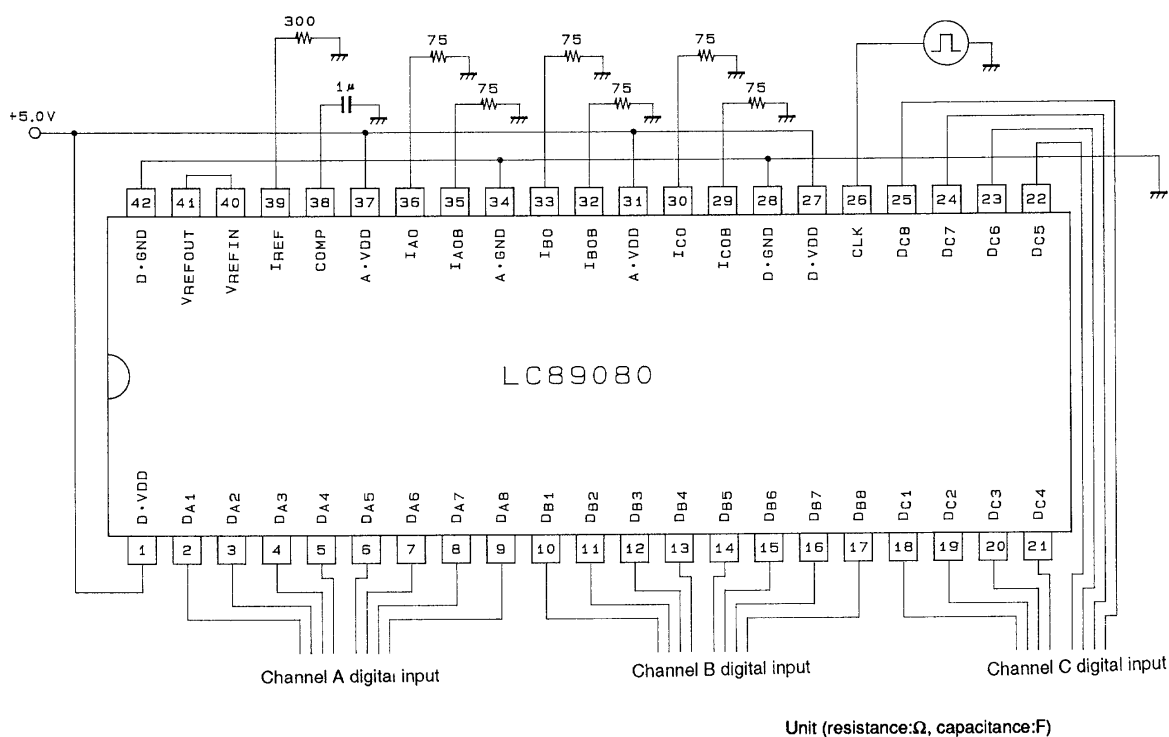 300
75
75
75
1μ
75
75
75
+5.0V
42 41 40 39 38 37 36 35 34 33 32 31 30 29 28 27 26 25 24 23 22
D·GND VREFOUT VREFIN IREF COMP A·VDD IAO IAOB A·GND IBO IBOB A·VDD ICO ICOB D·GND D·VDD CLK DC8 DC7 DC6 DC5
LC89080
D·VDD DA1 DA2 DA3 DA4 DA5 DA6 DA7 DA8 DB1 DB2 DB3 DB4 DB5 DB6 DB7 DB8 DC1 DC2 DC3 DC4
1 2 3 4 5 6 7 8 9 10 11 12 13 14 15 16 17 18 19 20 21
Channel A digital input
Channel B digital input
Channel C digital input
Unit (resistance:Ω, capacitance:F)